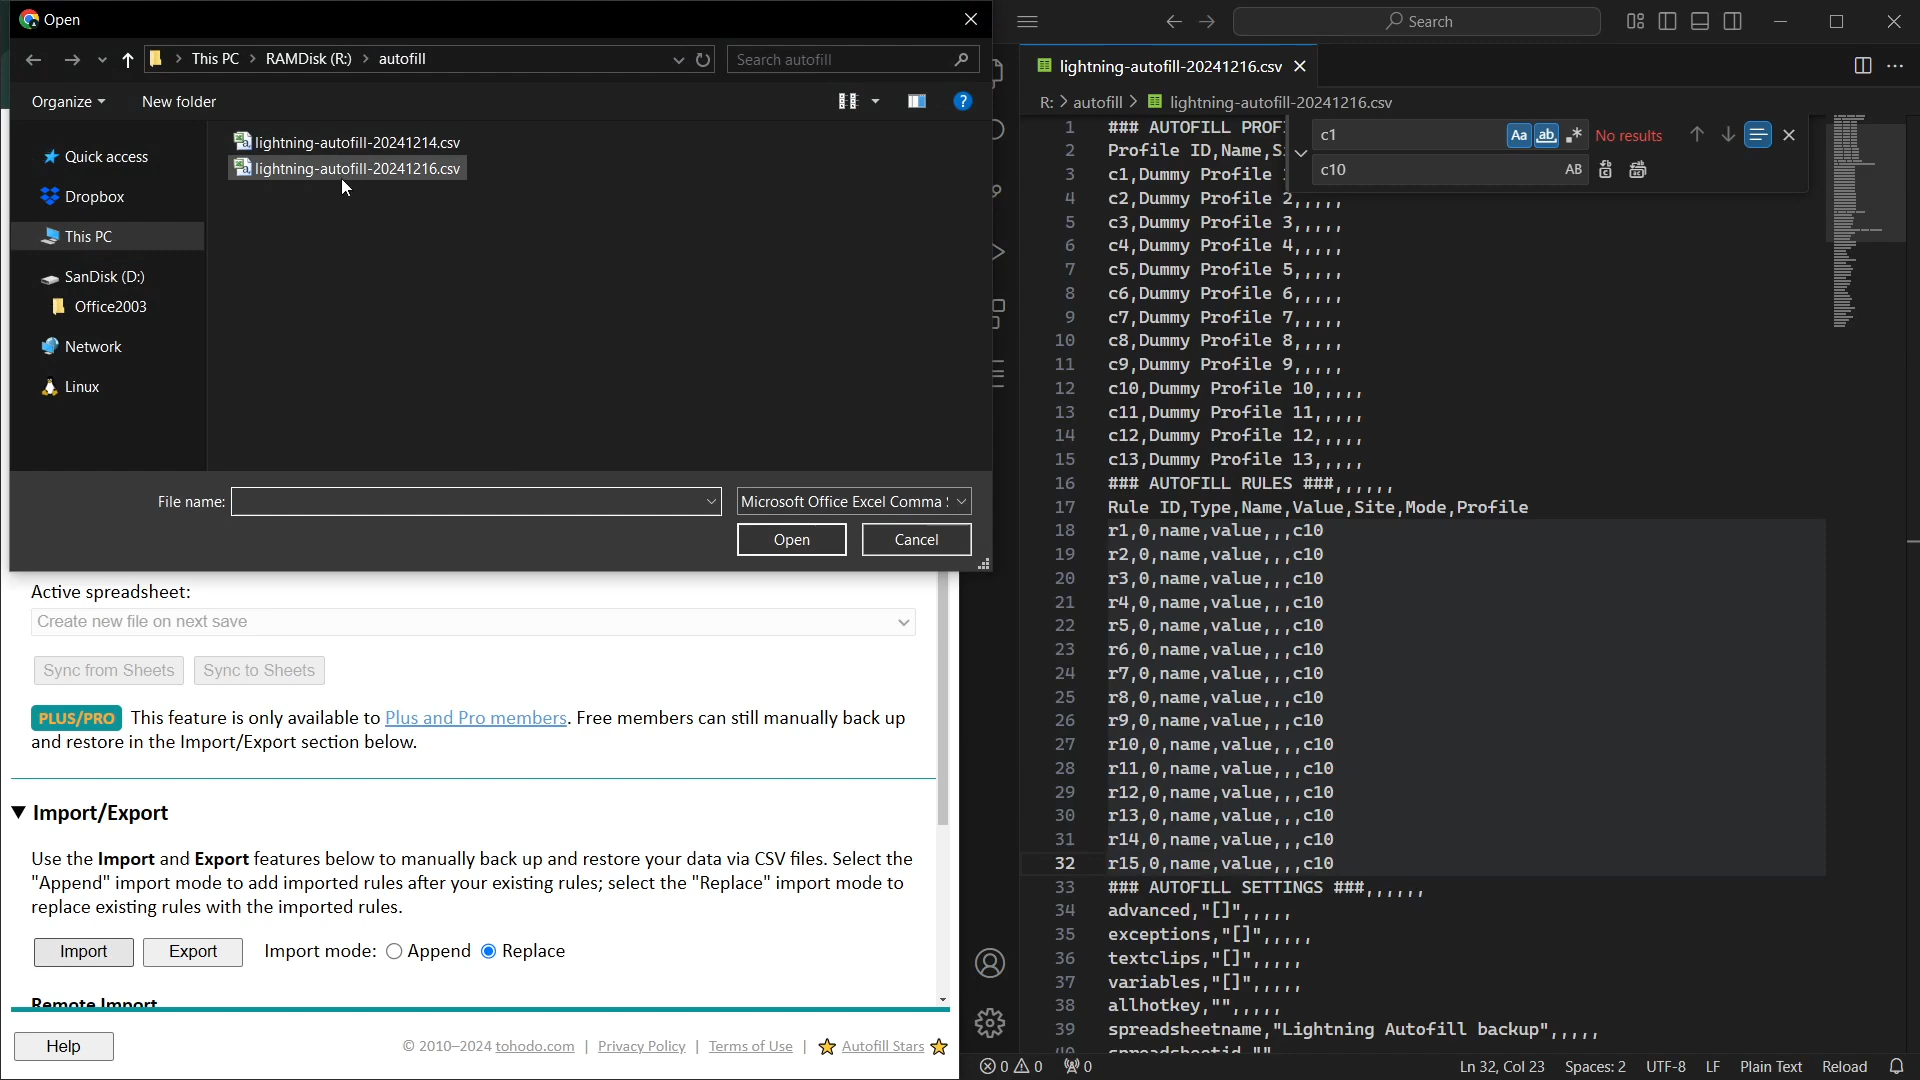 Open
This PC > RAMDisk (R:) > autofill
Search autofill
Organize
New folder
Quick access
Dropbox
This PC
SanDisk (D:)
Office2003
Network
Linux
lightning-autofill-20241214.csv
lightning-autofill-20241216.csv
File name:
Microsoft Office Excel Comma
Open
Cancel
Active spreadsheet:
Create new file on next save
Sync from Sheets
Sync to Sheets
PLUS/PRO This feature is only available to Plus and Pro members. Free members can still manually back up
and restore in the Import/Export section below.
Import/Export
Use the Import and Export features below to manually back up and restore your data via CSV files. Select the
"Append" import mode to add imported rules after your existing rules; select the "Replace" import mode to
replace existing rules with the imported rules.
Import
Export
Import mode: Append Replace
Remote Import
Help
© 2010–2024 tohodo.com | Privacy Policy | Terms of Use | Autofill Stars
Search
lightning-autofill-20241216.csv
R: > autofill > lightning-autofill-20241216.csv
c1
Aa
ab
No results
c10
AB
1 ### AUTOFILL PROF
2 Profile ID,Name,S
3 c1,Dummy Profile
4 c2,Dummy Profile 2,,,,,
5 c3,Dummy Profile 3,,,,,
6 c4,Dummy Profile 4,,,,,
7 c5,Dummy Profile 5,,,,,
8 c6,Dummy Profile 6,,,,,
9 c7,Dummy Profile 7,,,,,
10 c8,Dummy Profile 8,,,,,
11 c9,Dummy Profile 9,,,,,
12 c10,Dummy Profile 10,,,,,
13 c11,Dummy Profile 11,,,,,
14 c12,Dummy Profile 12,,,,,
15 c13,Dummy Profile 13,,,,,
16 ### AUTOFILL RULES ###,,,,,,
17 Rule ID,Type,Name,Value,Site,Mode,Profile
18 r1,0,name,value,,,c10
19 r2,0,name,value,,,c10
20 r3,0,name,value,,,c10
21 r4,0,name,value,,,c10
22 r5,0,name,value,,,c10
23 r6,0,name,value,,,c10
24 r7,0,name,value,,,c10
25 r8,0,name,value,,,c10
26 r9,0,name,value,,,c10
27 r10,0,name,value,,,c10
28 r11,0,name,value,,,c10
29 r12,0,name,value,,,c10
30 r13,0,name,value,,,c10
31 r14,0,name,value,,,c10
32 r15,0,name,value,,,c10
33 ### AUTOFILL SETTINGS ###,,,,,,
34 advanced,"[]",,,,,
35 exceptions,"[]",,,,,
36 textclips,"[]",,,,,
37 variables,"[]",,,,,
38 allhotkey,"",,,,,
39 spreadsheetname,"Lightning Autofill backup",,,,,
40 spreadsheetid,""
0 0 0
Ln 32, Col 23
Spaces: 2
UTF-8
LF
Plain Text
Reload